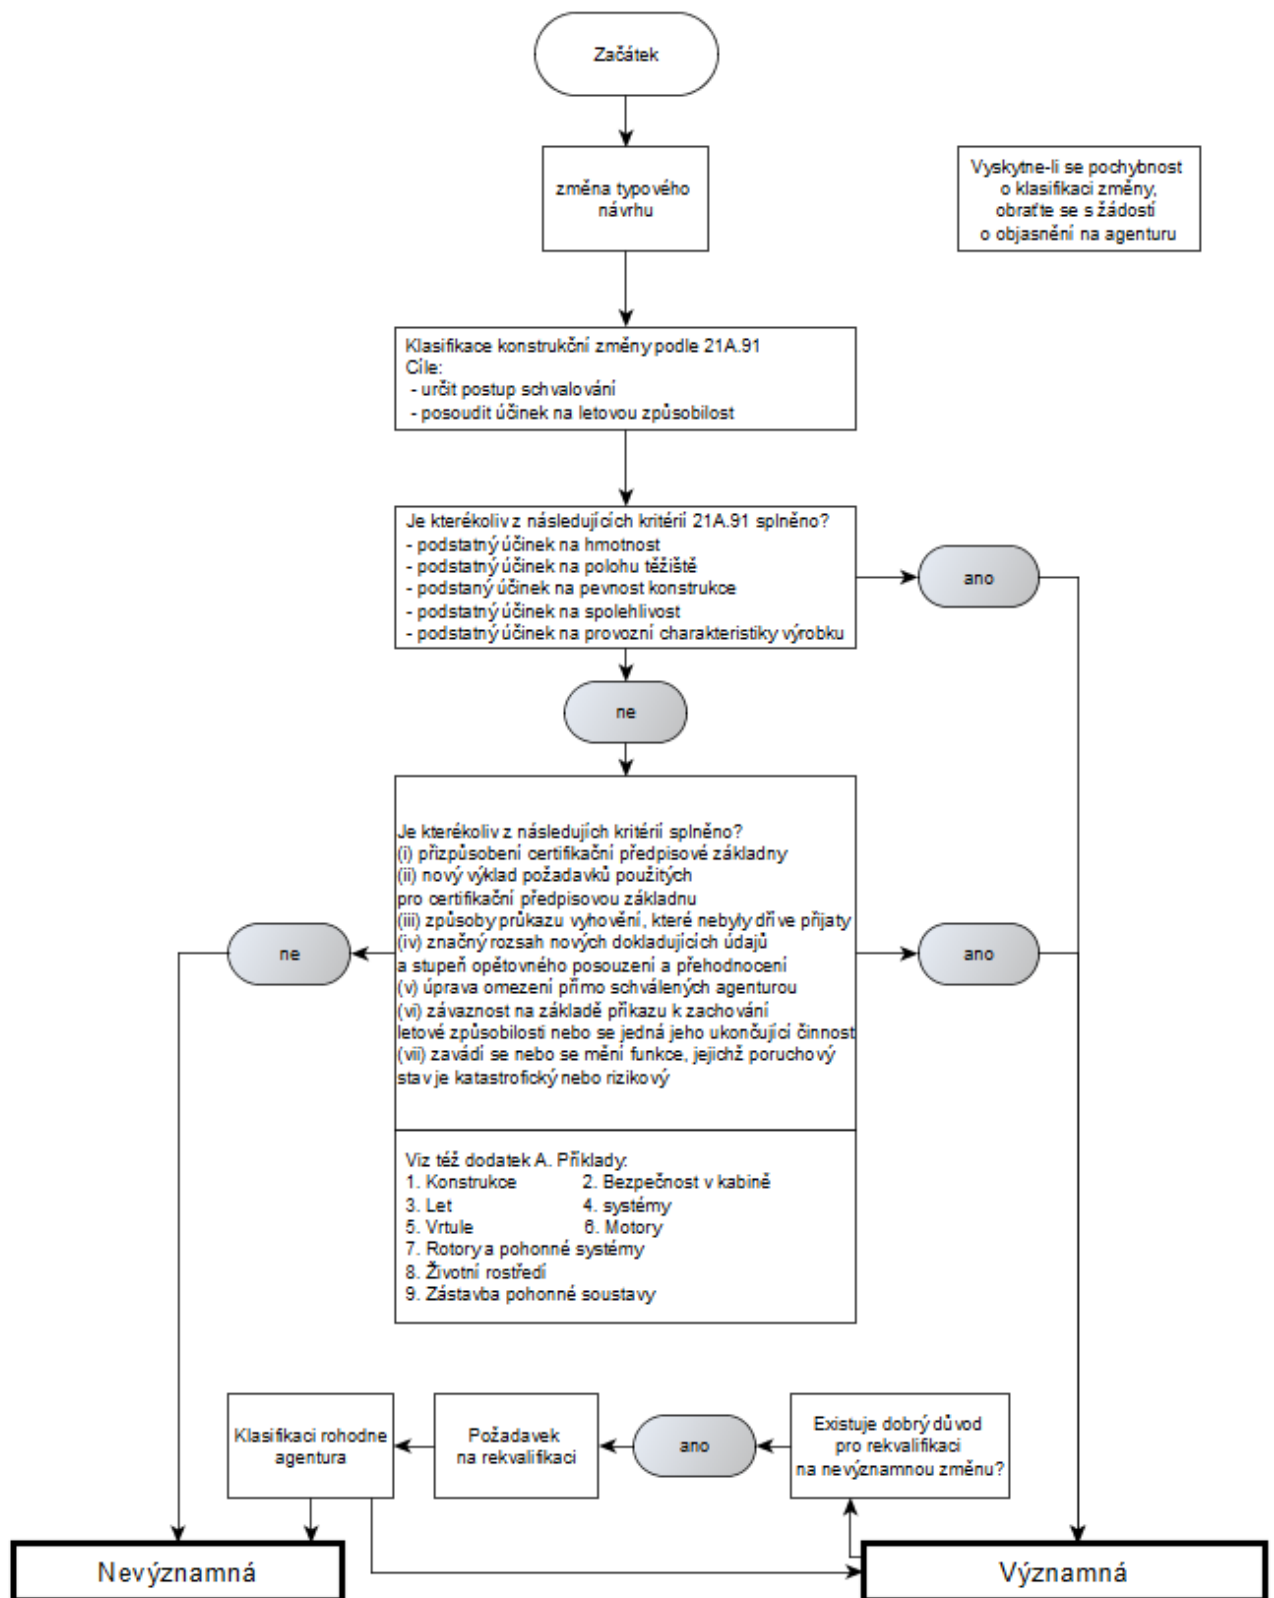 Začátek
změna typového
návrhu
Vyskytne-li se pochybnost
o klasifikaci změny,
obraťte se s žádostí
o objasnění na agenturu
Klasifikace konstrukční změny podle 21A.91
Cíle:
- určit postup schvalování
- posoudit účinek na letovou způsobilost
Je kterékoliv z následujících kritérií 21A.91 splněno?
- podstatný účinek na hmotnost
- podstatný účinek na polohu těžiště
- podstaný účinek na pevnost konstrukce
- podstatný účinek na spolehlivost
- podstatný účinek na provozní charakteristiky výrobku
ano
ne
Je kterékoliv z následujích kritérií splněno?
(i) přizpůsobení certifikační předpisové základny
(ii) nový výklad požadavků použitých
pro certifikační předpisovou základnu
(iii) způsoby průkazu vyhovění, které nebyly dříve přijaty
(iv) značný rozsah nových dokladujících údajů
a stupeň opětovného posouzení a přehodnocení
(v) úprava omezení přímo schválených agenturou
(vi) závaznost na základě příkazu k zachování
letové způsobilosti nebo se jedná jeho ukončující činnost
(vii) zavádí se nebo se mění funkce, jejichž poruchový
stav je katastrofický nebo rizikový
ne
ano
Viz též dodatek A. Příklady:
1. Konstrukce 2. Bezpečnost v kabině
3. Let 4. systémy
5. Vrtule 6. Motory
7. Rotory a pohonné systémy
8. Životní rostředí
9. Zástavba pohonné soustavy
Klasifikaci rohodne
agentura
Požadavek
na rekvalifikaci
ano
Existuje dobrý důvod
pro rekvalifikaci
na nevýznamnou změnu?
Nevýznamná
Významná